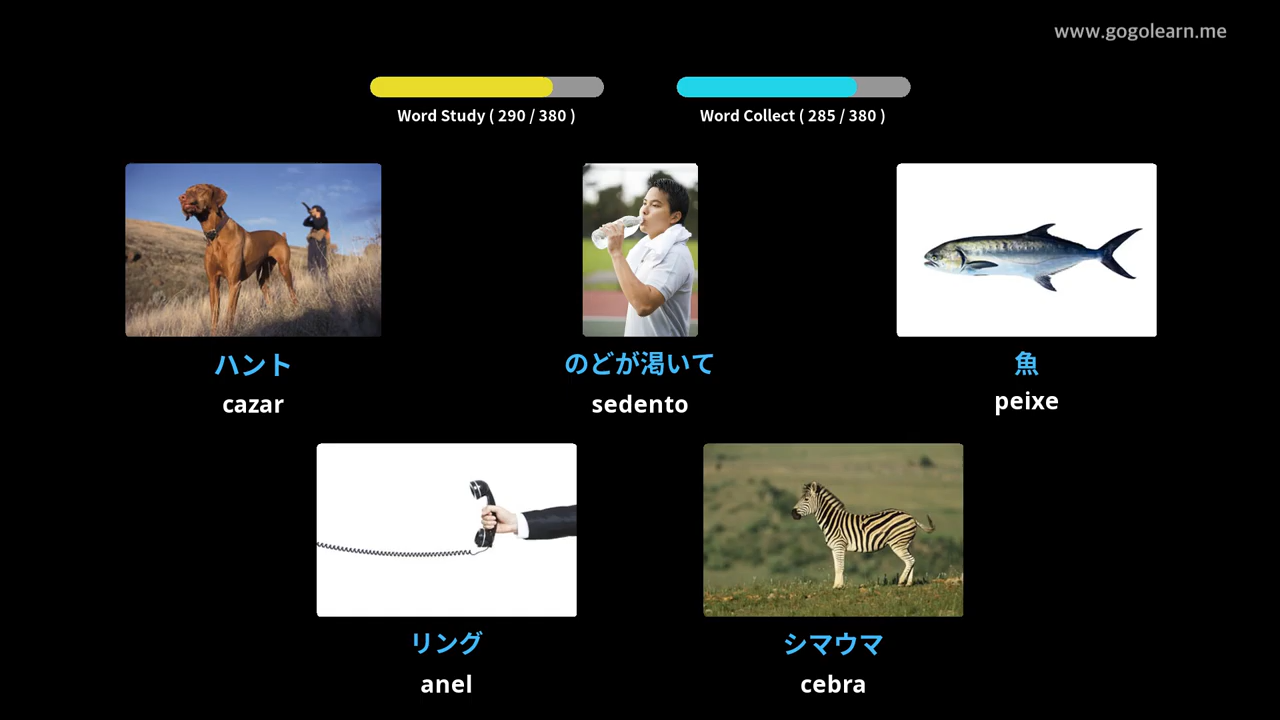 www.gogolearn.me
Word Study ( 290 / 380 )
Word Collect ( 285 / 380 )
ハント
cazar
のどが渇いて
sedento
魚
peixe
リング
anel
シマウマ
cebra